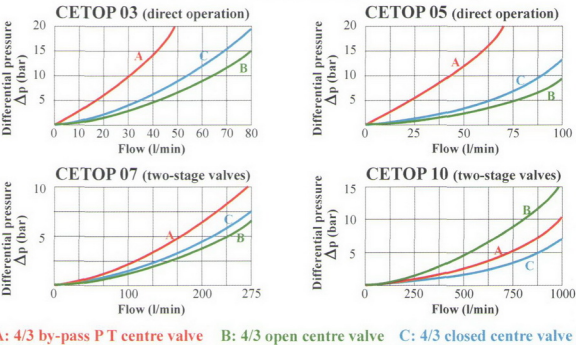 CETOP 03 (direct operation)
Differential pressure
Δp (bar)
20
15
10
5
A
C
B
0 10 20 30 40 50 60 70 80
Flow (l/min)
CETOP 05 (direct operation)
Differential pressure
Δp (bar)
20
15
10
5
A
C
B
0 25 50 75 100
Flow (l/min)
CETOP 07 (two-stage valves)
Differential pressure
Δp (bar)
10
5
A
C
B
0 100 200 275
Flow (l/min)
CETOP 10 (two-stage valves)
Differential pressure
Δp (bar)
15
10
5
B
A
C
0 250 500 750 1000
Flow (l/min)
A: 4/3 by-pass P T centre valve B: 4/3 open centre valve C: 4/3 closed centre valve